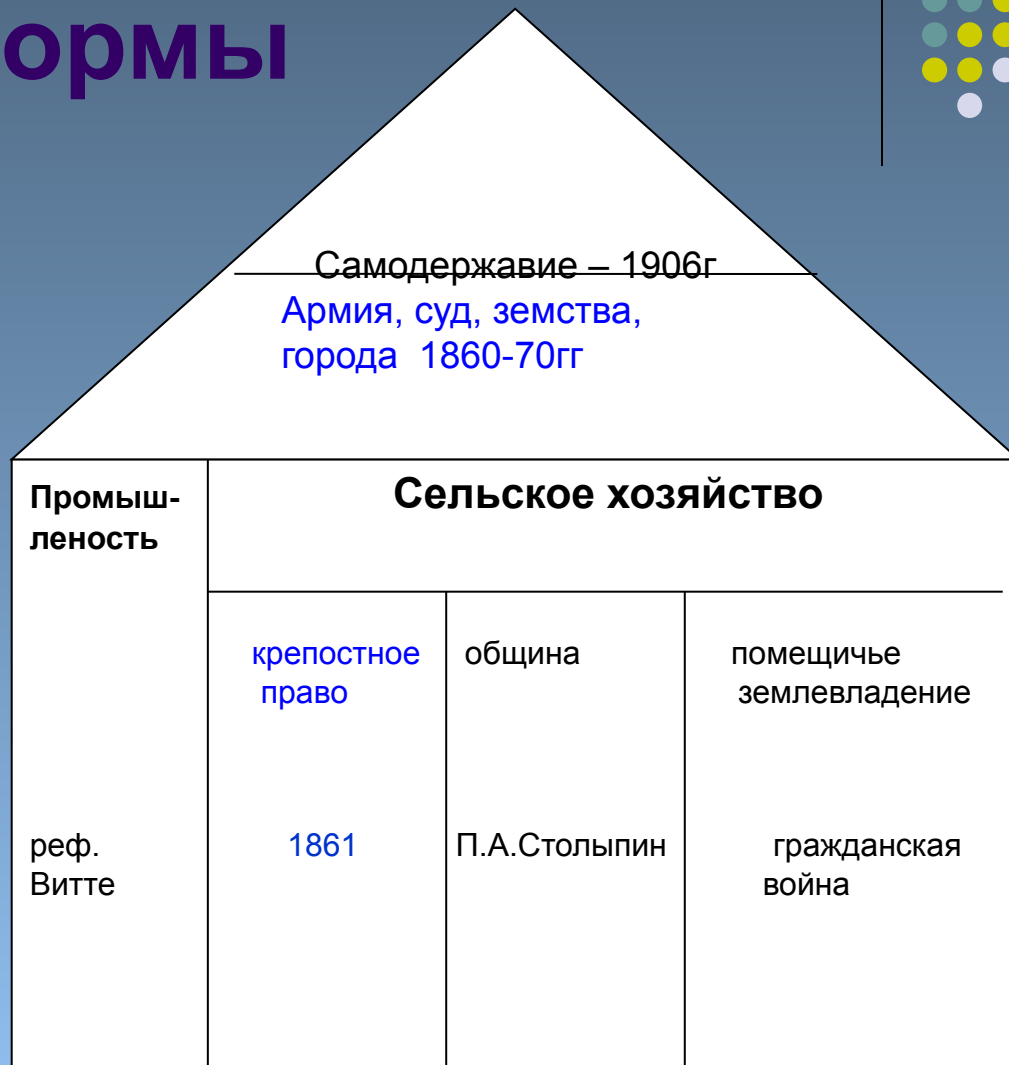 ормы
Самодержавие – 1906г
Армия, суд, земства,
города 1860-70гг
Промыш-
леность
Сельское хозяйство
крепостное
право
община
помещичье
землевладение
реф.
Витте
1861
П.А.Столыпин
гражданская
война